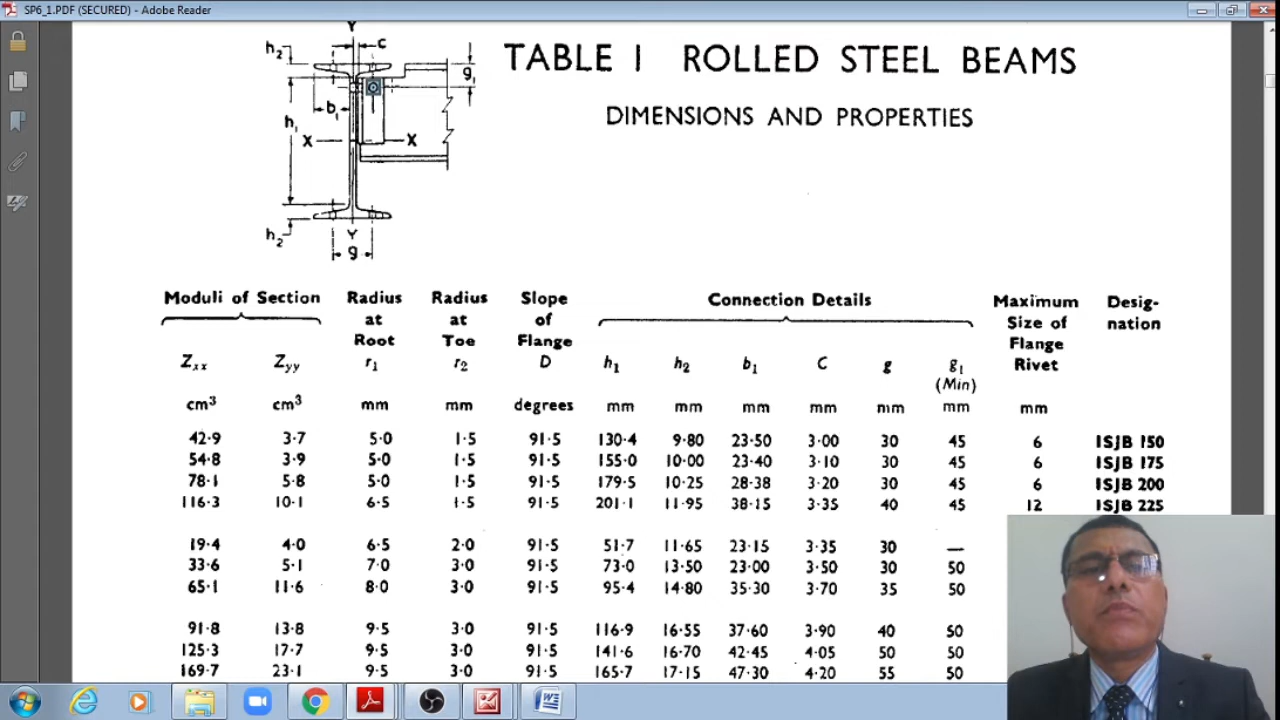 SP6_1.PDF (SECURED) - Adobe Reader
TABLE I ROLLED STEEL BEAMS
DIMENSIONS AND PROPERTIES
Y
h2 c g1
b1
h1
X X
h2 Y
g
Moduli of Section Radius at Root Radius at Toe Slope of Flange Connection Details Maximum Size of Flange Rivet Desig-nation
Zxx Zyy r1 r2 D h1 h2 b1 C g g1 (Min)
cm3 cm3 mm mm degrees mm mm mm mm mm mm mm
42·9 3·7 5·0 1·5 91·5 130·4 9·80 23·50 3·00 30 45 6 ISJB 150
54·8 3·9 5·0 1·5 91·5 155·0 10·00 23·40 3·10 30 45 6 ISJB 175
78·1 5·8 5·0 1·5 91·5 179·5 10·25 28·38 3·20 30 45 6 ISJB 200
116·3 10·1 6·5 1·5 91·5 201·1 11·95 38·15 3·35 40 45 12 ISJB 225
19·4 4·0 6·5 2·0 91·5 51·7 11·65 23·15 3·35 30 —
33·6 5·1 7·0 3·0 91·5 73·0 13·50 23·00 3·50 30 50
65·1 11·6 8·0 3·0 91·5 95·4 14·80 35·30 3·70 35 50
91·8 13·8 9·5 3·0 91·5 116·9 16·55 37·60 3·90 40 50
125·3 17·7 9·5 3·0 91·5 141·6 16·70 42·45 4·05 50 50
169·7 23·1 9·5 3·0 91·5 165·7 17·15 47·30 4·20 55 50